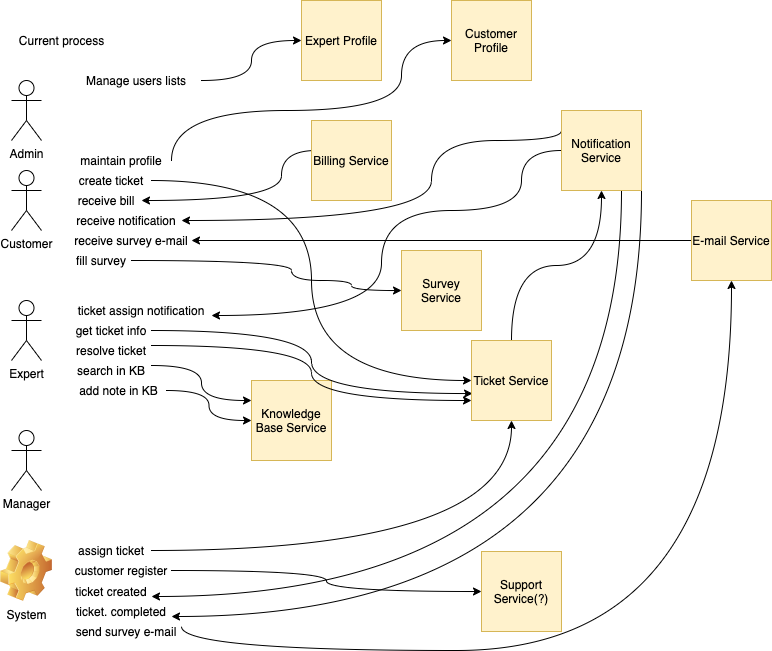 Current process
Expert Profile
Customer
Profile
Manage users lists
Admin
maintain profile
create ticket
receive bill
receive notification
receive survey e-mail
fill survey
Customer
Billing Service
Notification
Service
E-mail Service
Survey
Service
ticket assign notification
get ticket info
resolve ticket
search in KB
add note in KB
Expert
Ticket Service
Knowledge
Base Service
Manager
assign ticket
customer register
ticket created
ticket. completed
send survey e-mail
System
Support
Service(?)